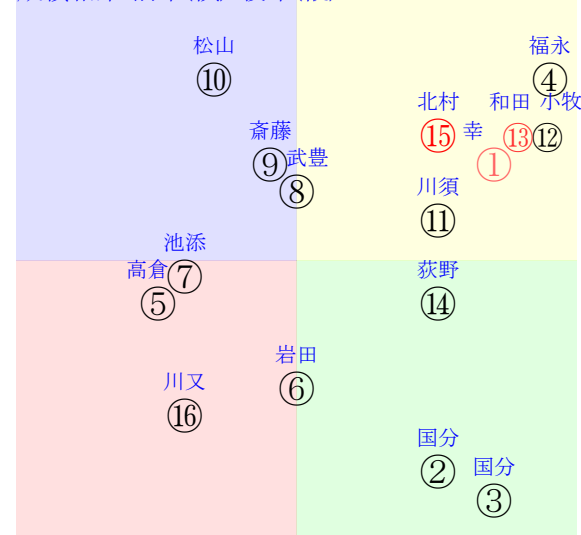 松山
⑩
福永
④
北村
⑮
幸
①
和田
⑬
小牧
⑫
斎藤
⑨
武豊
⑧
川須
⑪
池添
⑦
高倉
⑤
荻野
⑭
岩田
⑥
川又
⑯
国分
②
国分
③